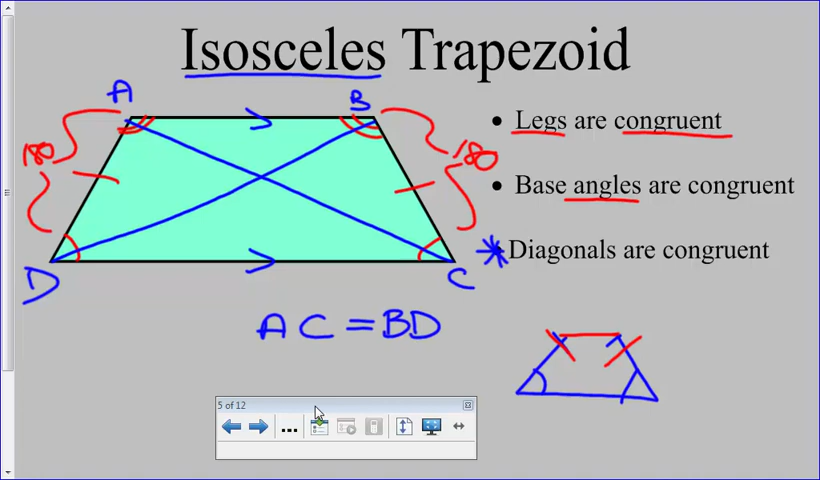 Isosceles Trapezoid
A
B
• Legs are congruent
180
180
• Base angles are congruent
Diagonals are congruent
D
C
AC = BD
5 of 12
...